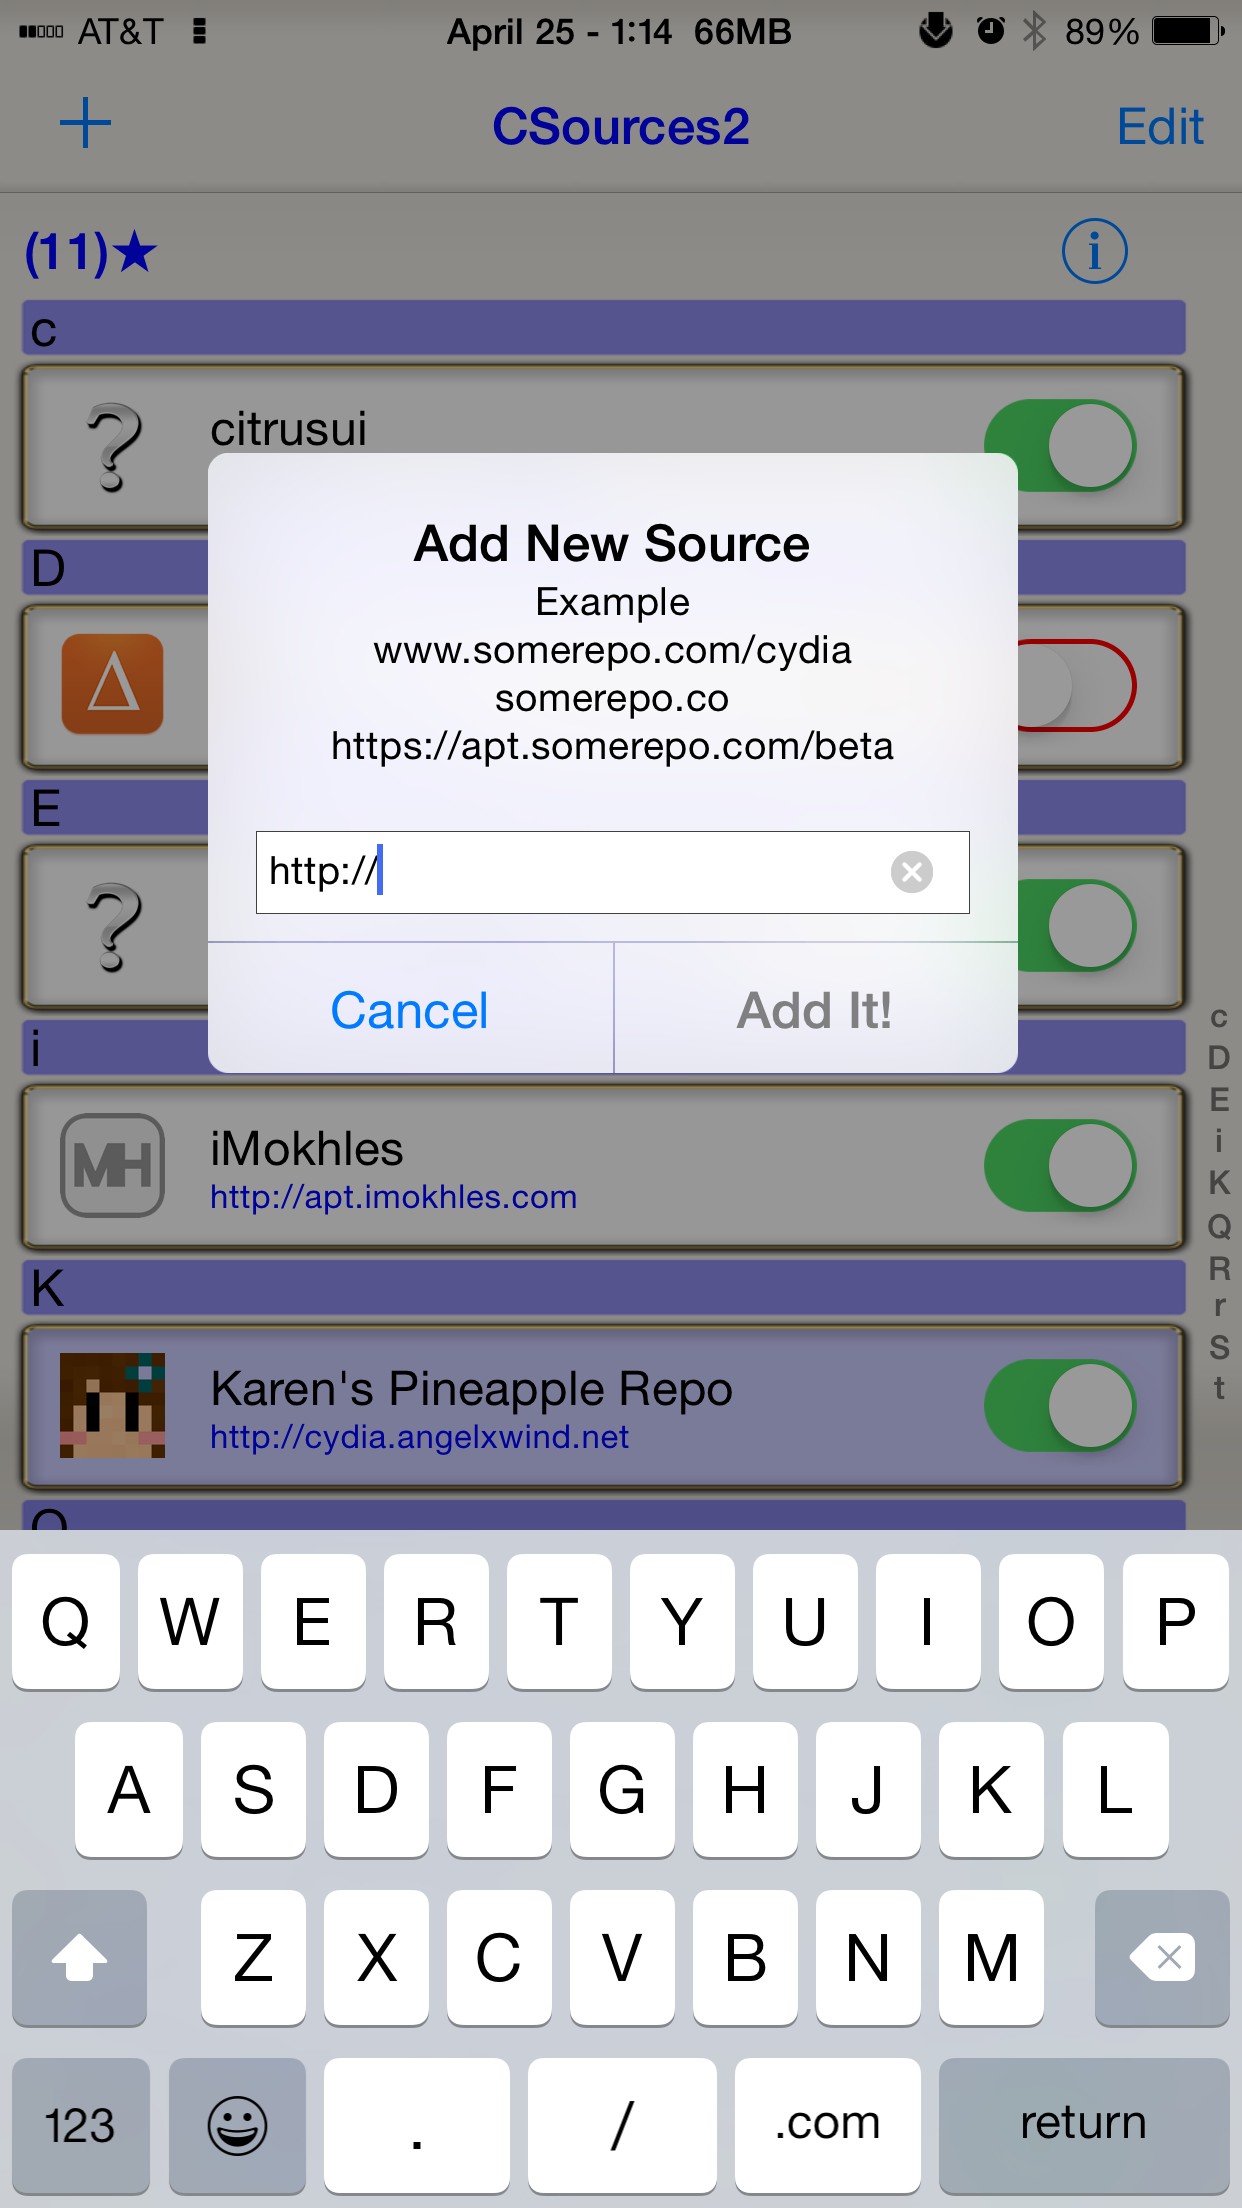 AT&T
April 25 - 1:14 66MB
89%
CSources2
Edit
(11)★
i
c
citrusui
D
E
i
Add New Source
Example
www.somerepo.com/cydia
somerepo.co
https://apt.somerepo.com/beta
http://
Cancel
Add It!
MH
iMokhles
http://apt.imokhles.com
K
Karen's Pineapple Repo
http://cydia.angelxwind.net
Q
c
D
E
i
K
Q
R
r
S
t
Q W E R T Y U I O P
A S D F G H J K L
Z X C V B N M
123 . / .com return